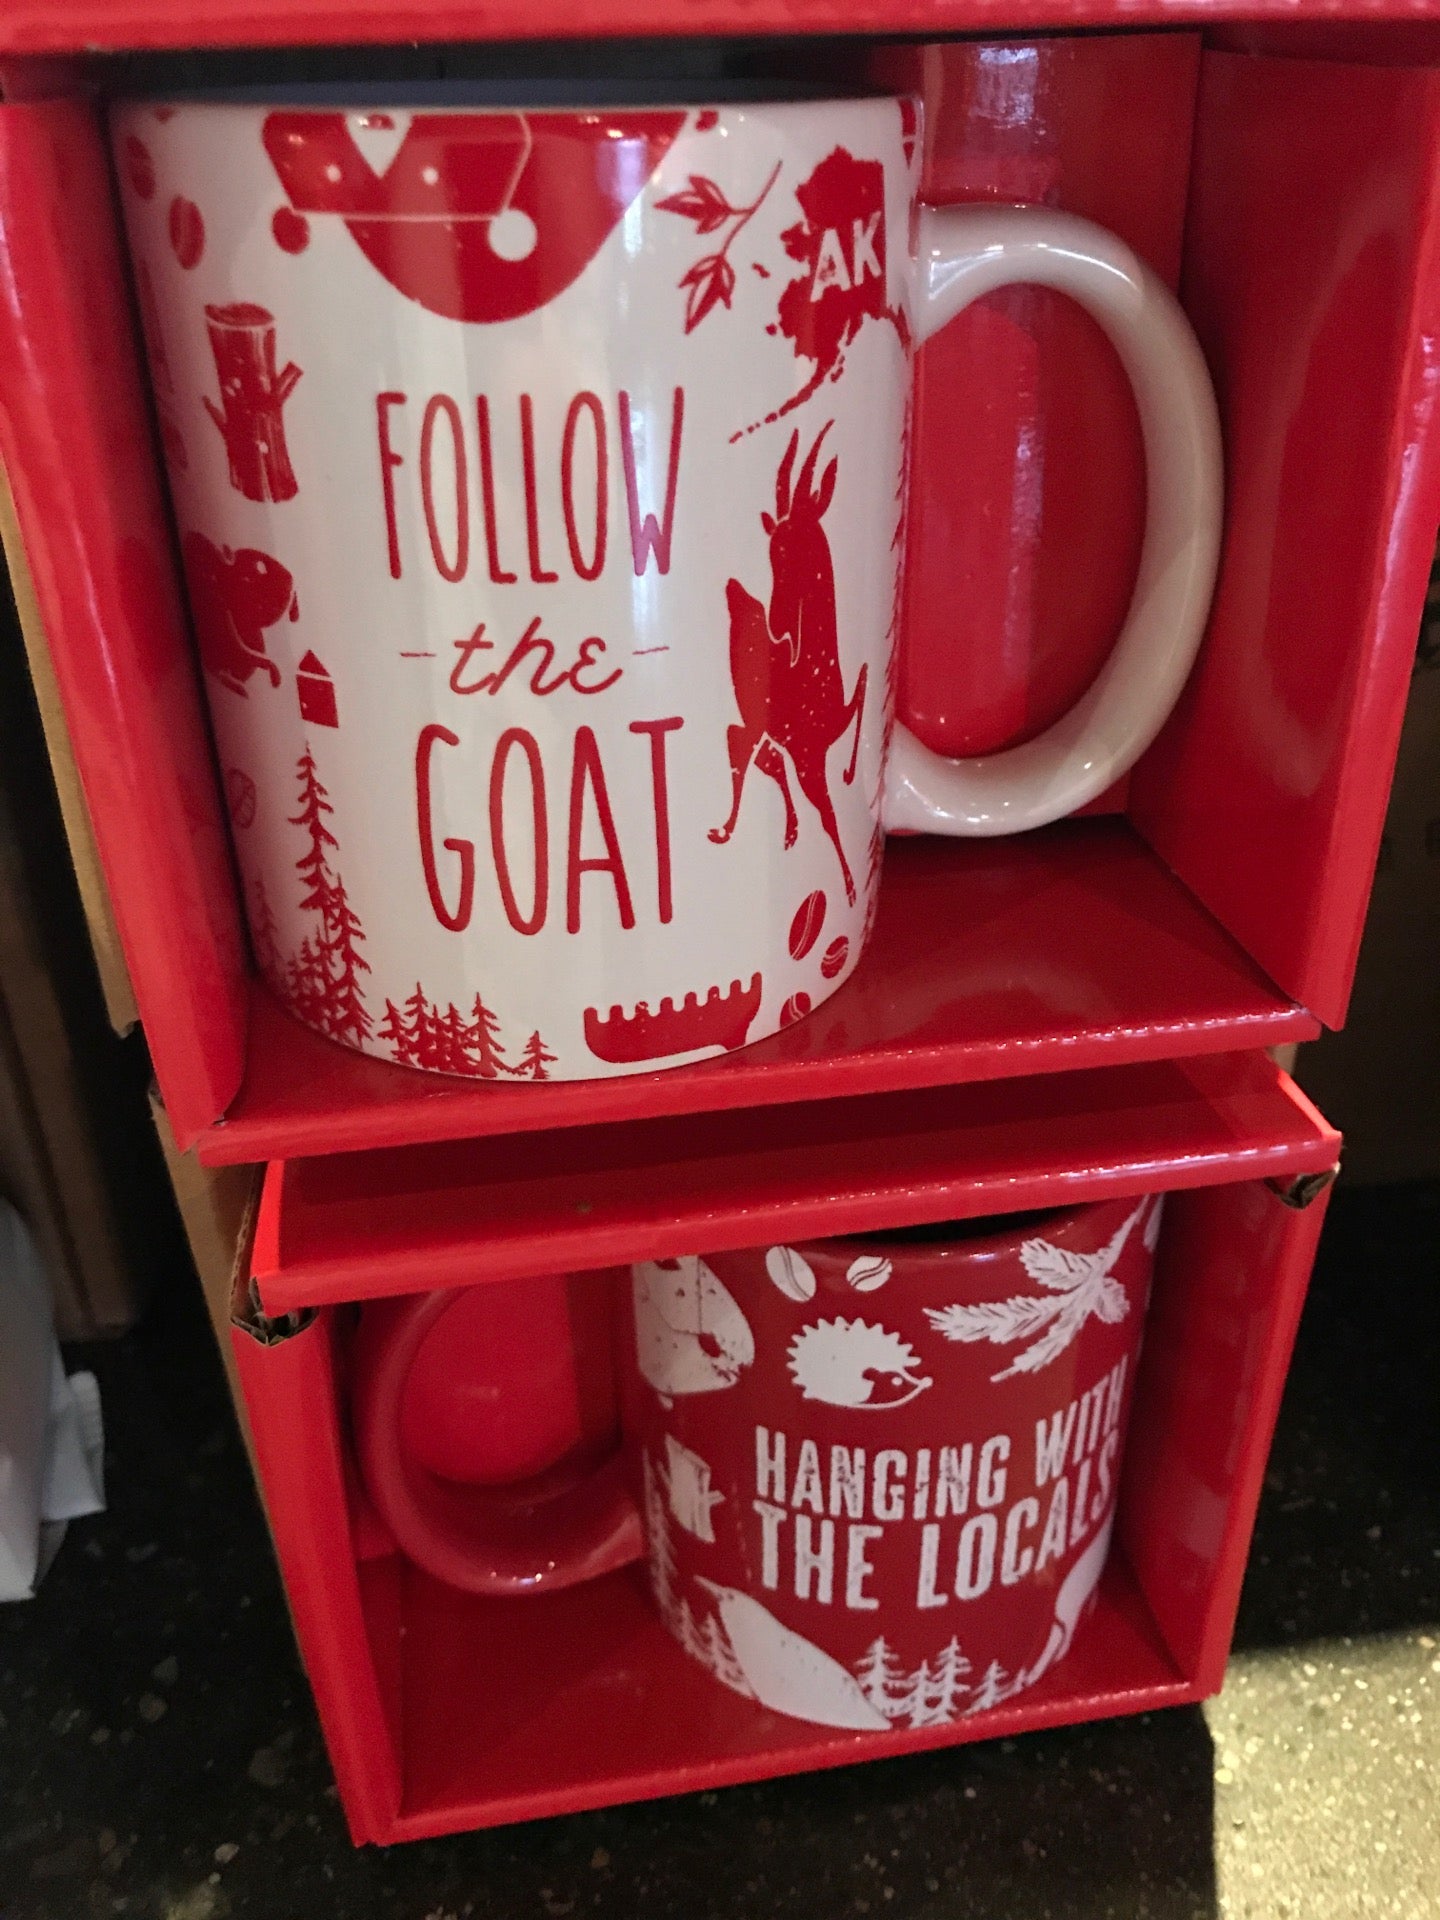 AK
FOLLOW
the
GOAT
HANGING WITH
THE LOCALS